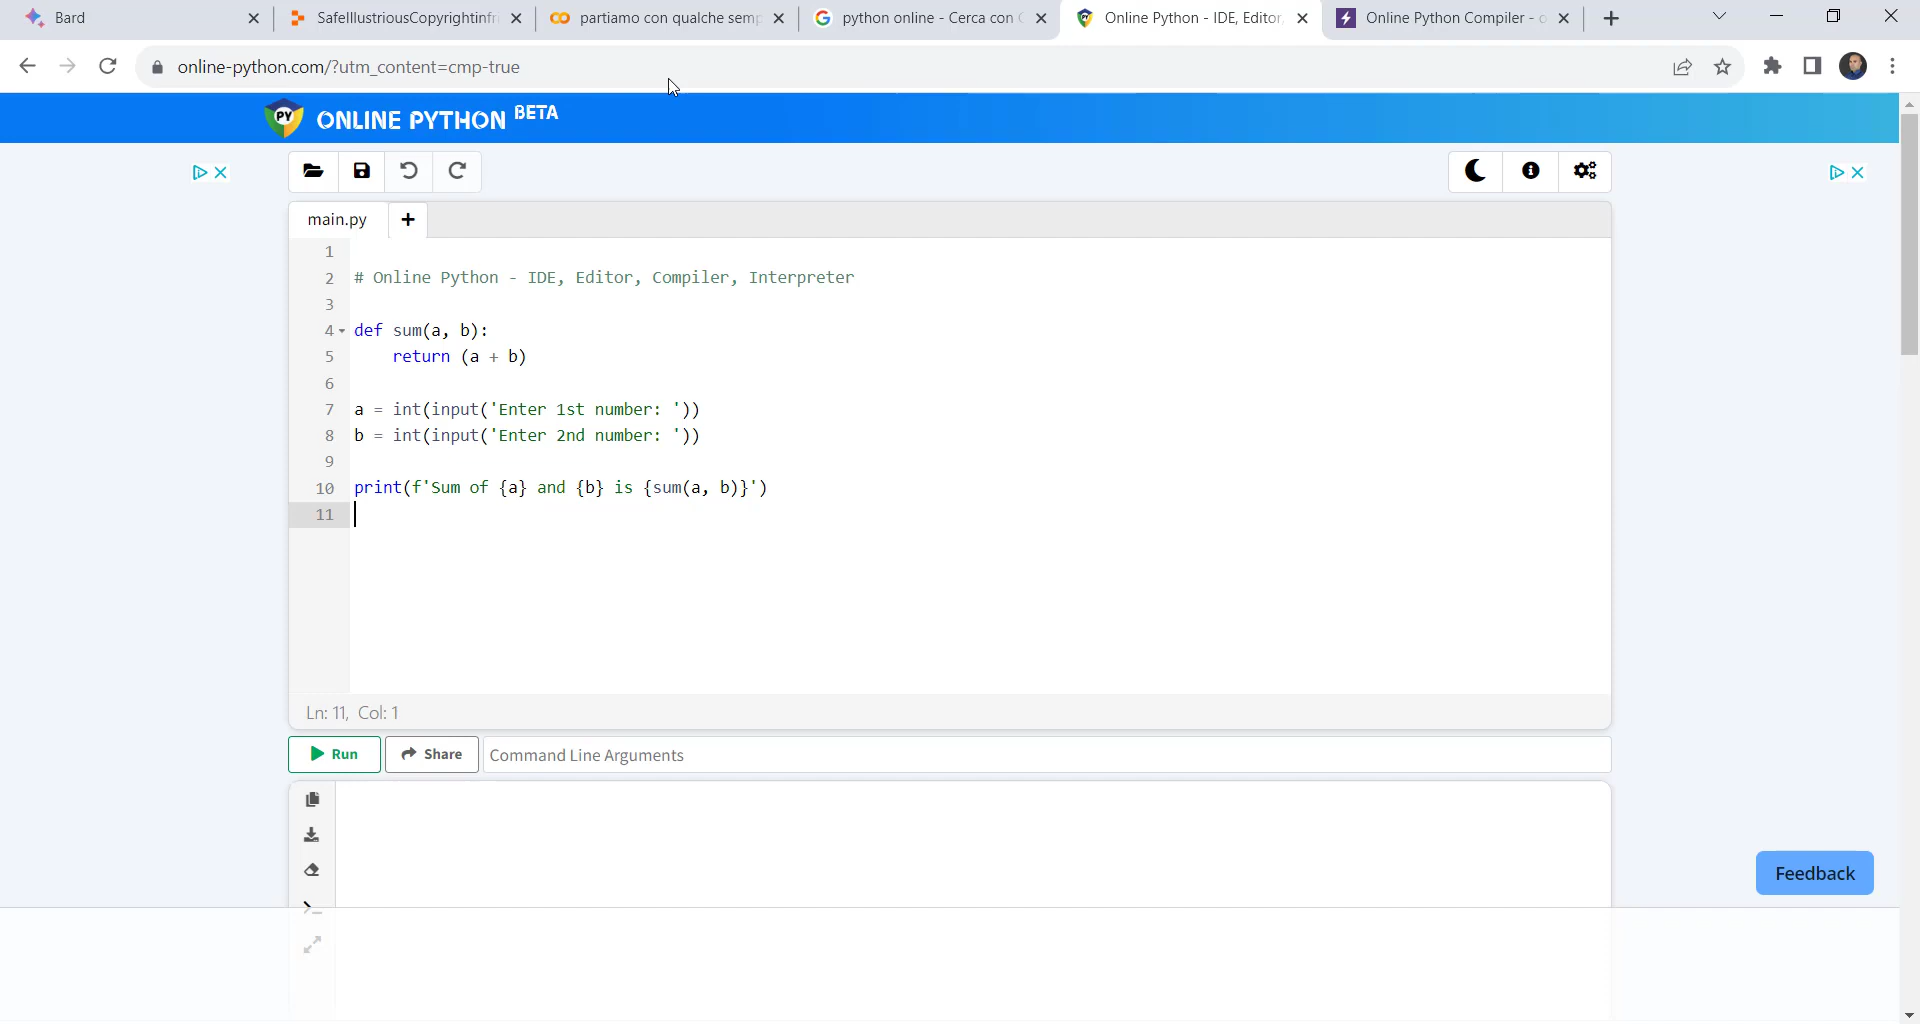 Bard
SafeIllustriousCopyrightinfri
partiamo con qualche semp
python online - Cerca con
Online Python - IDE, Editor,
Online Python Compiler -
online-python.com/?utm_content=cmp-true
PY ONLINE PYTHON BETA
main.py +
1
2 # Online Python - IDE, Editor, Compiler, Interpreter
3
4 def sum(a, b):
5     return (a + b)
6
7 a = int(input('Enter 1st number: '))
8 b = int(input('Enter 2nd number: '))
9
10 print(f'Sum of {a} and {b} is {sum(a, b)}')
11
Ln: 11, Col: 1
Run
Share
Command Line Arguments
Feedback